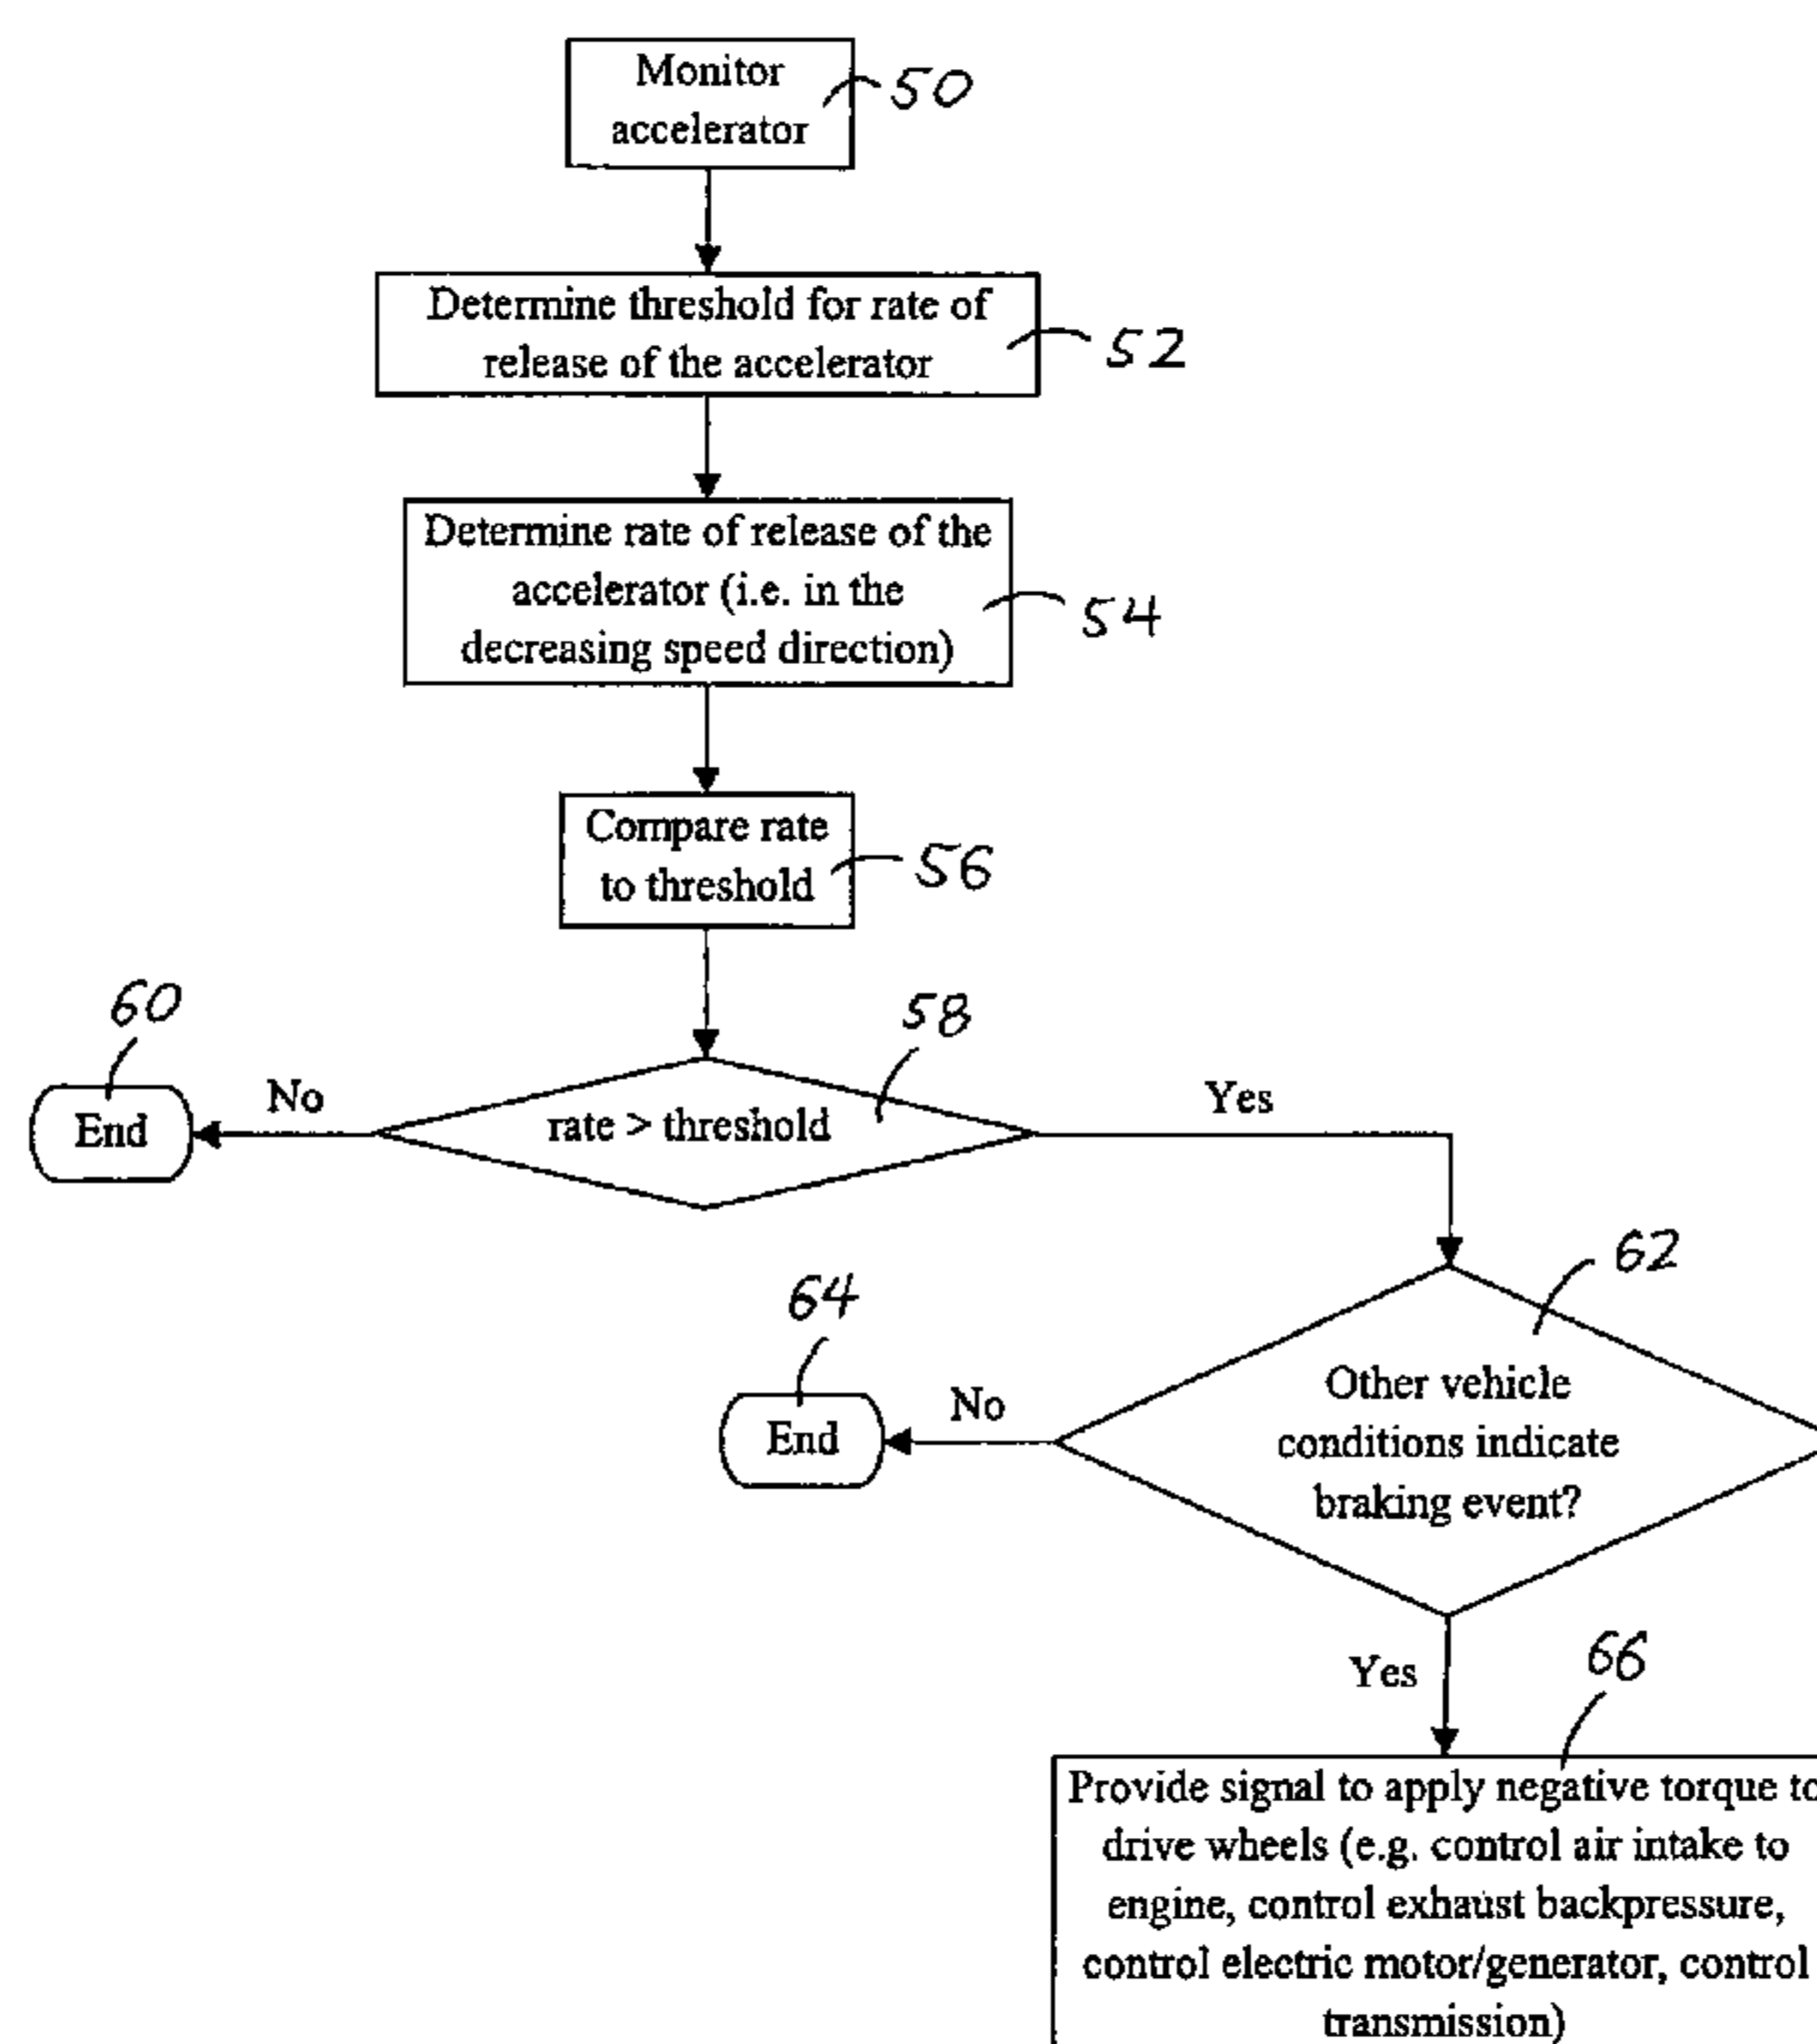 Monitor
accelerator
50
Determine threshold for rate of
release of the accelerator
52
Determine rate of release of the
accelerator (i.e. in the
decreasing speed direction)
54
Compare rate
to threshold
56
60
58
End
No
rate > threshold
Yes
62
64
End
No
Other vehicle
conditions indicate
braking event?
Yes
66
Provide signal to apply negative torque to
drive wheels (e.g. control air intake to
engine, control exhaust backpressure,
control electric motor/generator, control
transmission)